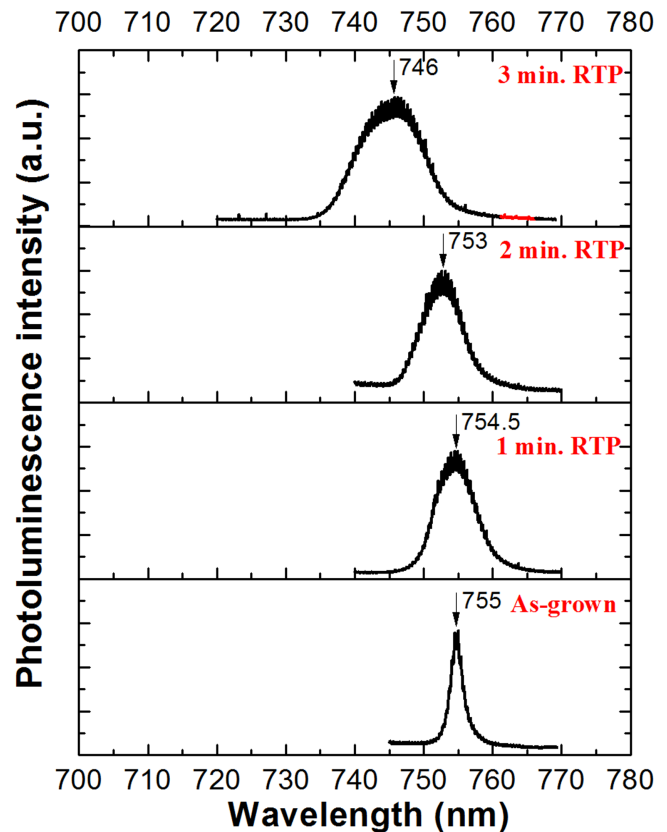 700 710 720 730 740 750 760 770 780
746
3 min. RTP
753
2 min. RTP
754.5
1 min. RTP
755
As-grown
Photoluminescence intensity (a.u.)
700 710 720 730 740 750 760 770 780
Wavelength (nm)